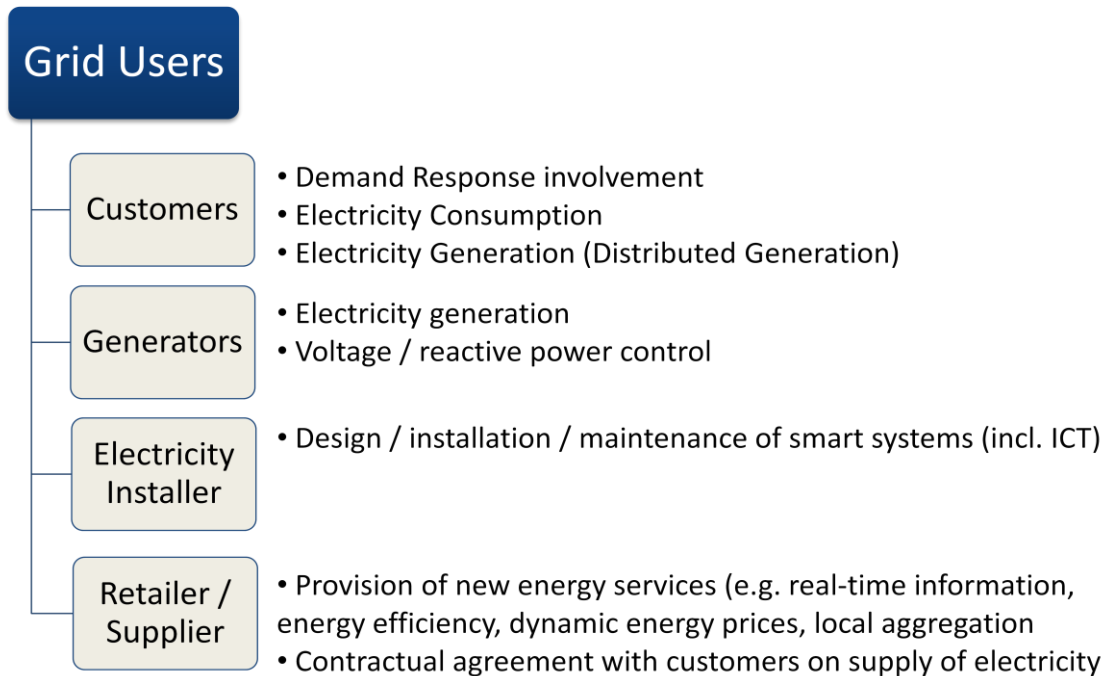 Grid Users
Customers
• Demand Response involvement
• Electricity Consumption
• Electricity Generation (Distributed Generation)
Generators
• Electricity generation
• Voltage / reactive power control
Electricity
Installer
• Design / installation / maintenance of smart systems (incl. ICT)
Retailer /
Supplier
• Provision of new energy services (e.g. real-time information,
energy efficiency, dynamic energy prices, local aggregation
• Contractual agreement with customers on supply of electricity